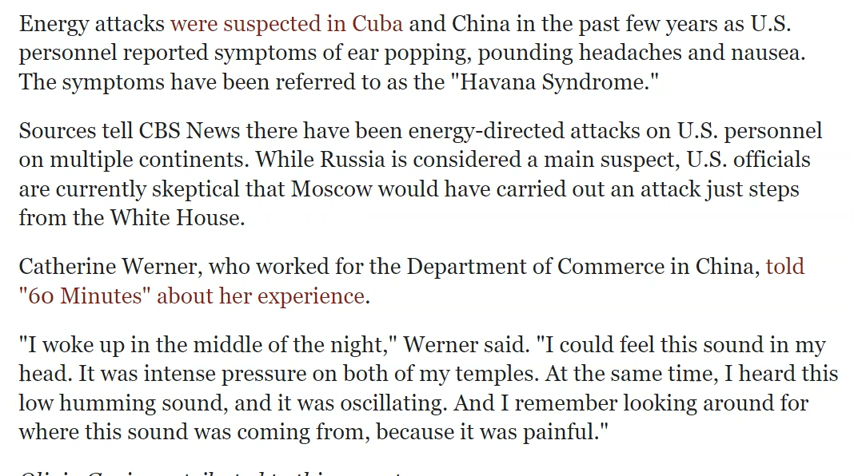 Energy attacks were suspected in Cuba and China in the past few years as U.S.
personnel reported symptoms of ear popping, pounding headaches and nausea.
The symptoms have been referred to as the "Havana Syndrome."
Sources tell CBS News there have been energy-directed attacks on U.S. personnel
on multiple continents. While Russia is considered a main suspect, U.S. officials
are currently skeptical that Moscow would have carried out an attack just steps
from the White House.
Catherine Werner, who worked for the Department of Commerce in China, told
"60 Minutes" about her experience.
"I woke up in the middle of the night," Werner said. "I could feel this sound in my
head. It was intense pressure on both of my temples. At the same time, I heard this
low humming sound, and it was oscillating. And I remember looking around for
where this sound was coming from, because it was painful."